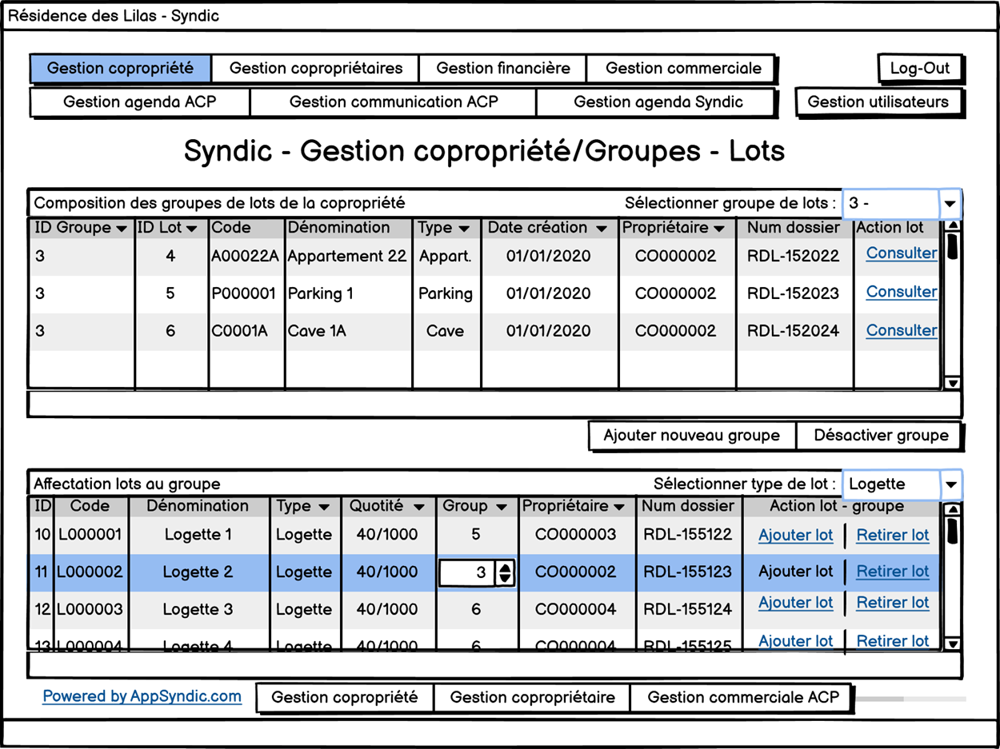 Résidence des Lilas - Syndic
Gestion copropriété Gestion copropriétaires Gestion financière Gestion commerciale Log-Out
Gestion agenda ACP Gestion communication ACP Gestion agenda Syndic Gestion utilisateurs
Syndic - Gestion copropriété/Groupes - Lots
Composition des groupes de lots de la copropriété Sélectionner groupe de lots : 3 -
ID Groupe ID Lot Code Dénomination Type Date création Propriétaire Num dossier Action lot
3 4 A00022A Appartement 22 Appart. 01/01/2020 CO000002 RDL-152022 Consulter
3 5 P000001 Parking 1 Parking 01/01/2020 CO000002 RDL-152023 Consulter
3 6 C0001A Cave 1A Cave 01/01/2020 CO000002 RDL-152024 Consulter
Ajouter nouveau groupe Désactiver groupe
Affectation lots au groupe Sélectionner type de lot : Logette
ID Code Dénomination Type Quotité Group Propriétaire Num dossier Action lot - groupe
10 L000001 Logette 1 Logette 40/1000 5 CO000003 RDL-155122 Ajouter lot | Retirer lot
11 L000002 Logette 2 Logette 40/1000 3 CO000002 RDL-155123 Ajouter lot | Retirer lot
12 L000003 Logette 3 Logette 40/1000 6 CO000004 RDL-155124 Ajouter lot | Retirer lot
13 L000004 Logette 4 Logette 40/1000 6 CO000004 RDL-155125 Ajouter lot | Retirer lot
Powered by AppSyndic.com Gestion copropriété Gestion copropriétaire Gestion commerciale ACP